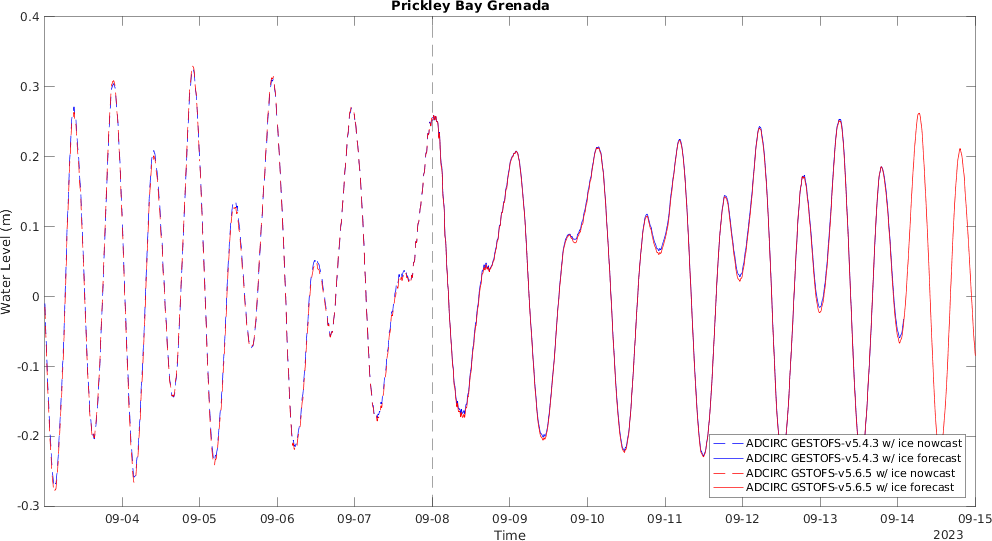 Prickley Bay Grenada
0.4
0.3
0.2
0.1
0
-0.1
-0.2
-0.3
Water Level (m)
09-04 09-05 09-06 09-07 09-08 09-09 09-10 09-11 09-12 09-13 09-14 09-15
Time
2023
ADCIRC GESTOFS-v5.4.3 w/ ice nowcast
ADCIRC GESTOFS-v5.4.3 w/ ice forecast
ADCIRC GSTOFS-v5.6.5 w/ ice nowcast
ADCIRC GSTOFS-v5.6.5 w/ ice forecast